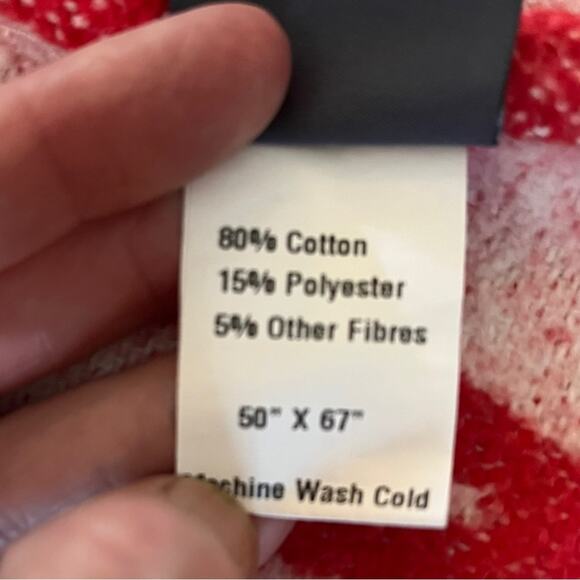 80% Cotton
15% Polyester
5% Other Fibres
50" X 67"
Machine Wash Cold